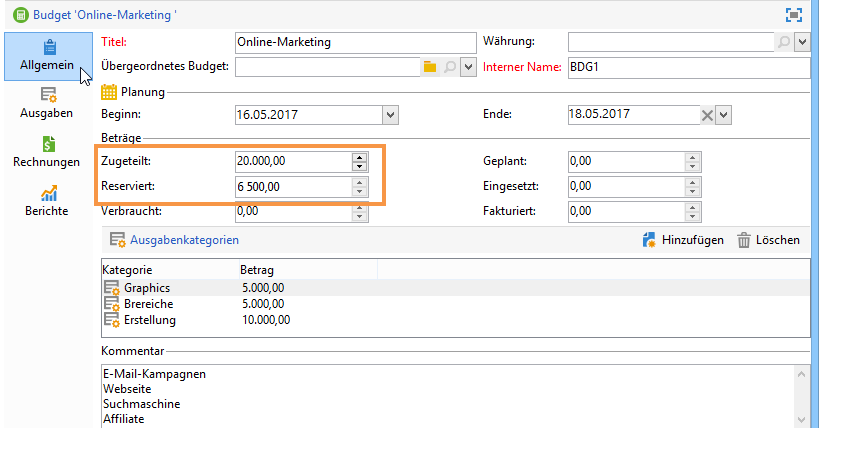 Budget 'Online-Marketing '
Allgemein
Ausgaben
Rechnungen
Berichte
Titel: Online-Marketing Währung:
Übergeordnetes Budget: Interner Name: BDG1
Planung
Beginn: 16.05.2017 Ende: 18.05.2017
Beträge
Zugeteilt: 20.000,00 Geplant: 0,00
Reserviert: 6 500,00 Eingesetzt: 0,00
Verbraucht: 0,00 Fakturiert: 0,00
Ausgabenkategorien Hinzufügen Löschen
Kategorie Betrag
Graphics 5.000,00
Brereiche 5.000,00
Erstellung 10.000,00
Kommentar
E-Mail-Kampagnen
Webseite
Suchmaschine
Affiliate